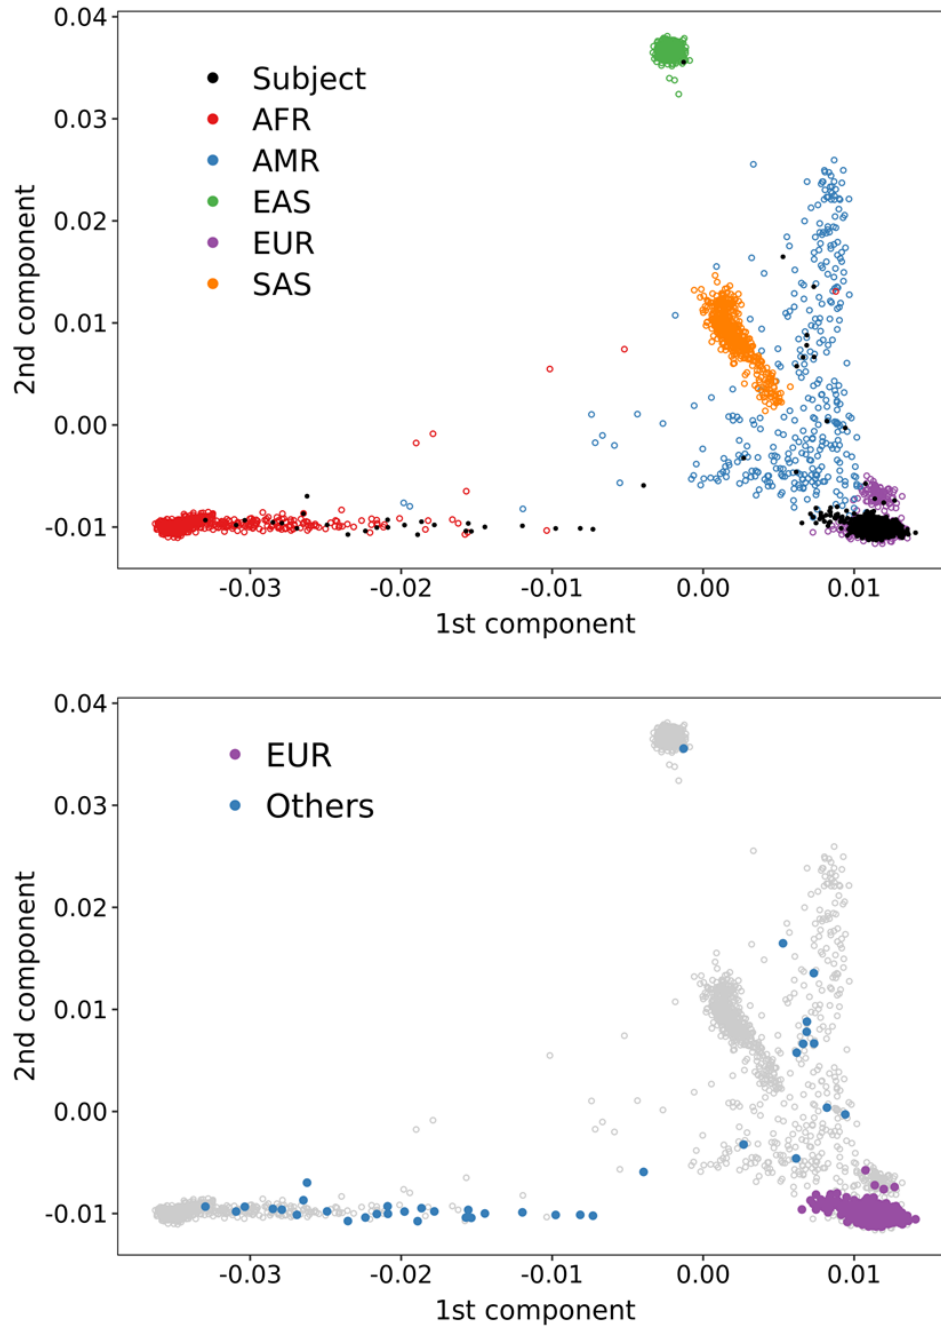 0.04
0.03
0.02
0.01
0.00
-0.01
2nd component
Subject
AFR
AMR
EAS
EUR
SAS
-0.03 -0.02 -0.01 0.00 0.01
1st component
0.04
0.03
0.02
0.01
0.00
-0.01
2nd component
EUR
Others
-0.03 -0.02 -0.01 0.00 0.01
1st component